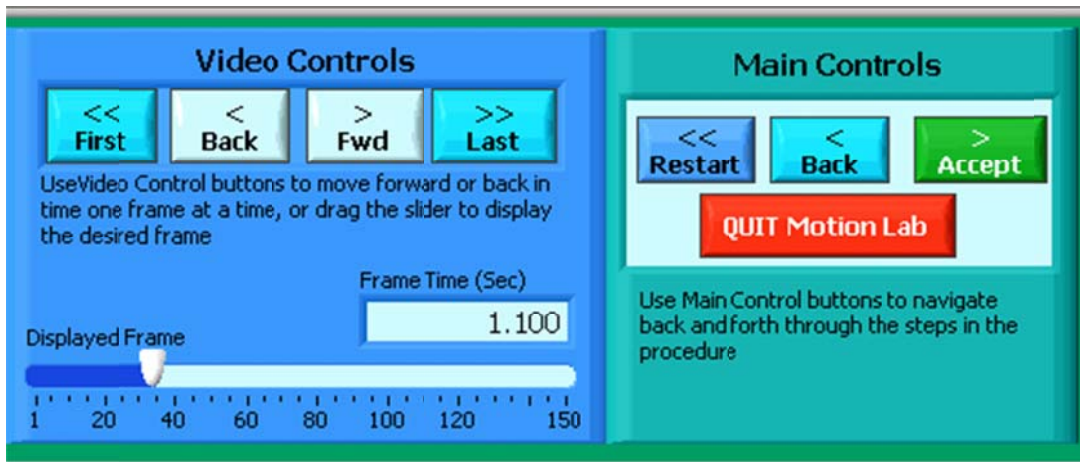 Video Controls
<<
First
<
Back
>
Fwd
>>
Last
UseVideo Control buttons to move forward or back in
time one frame at a time, or drag the slider to display
the desired frame
Frame Time (Sec)
1.100
Displayed Frame
1 20 40 60 80 100 120 150
Main Controls
<<
Restart
<
Back
>
Accept
QUIT Motion Lab
Use Main Control buttons to navigate
back and forth through the steps in the
procedure